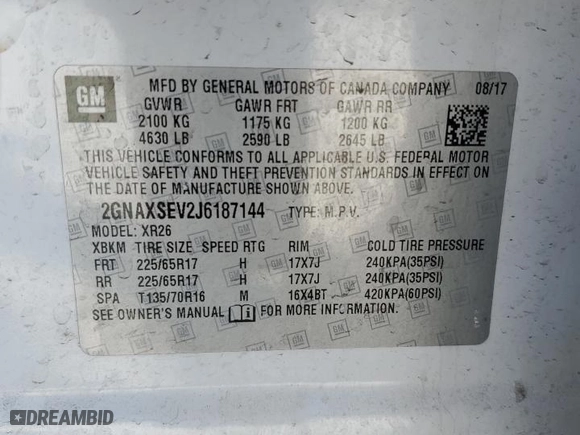 GM MFD BY GENERAL MOTORS OF CANADA COMPANY 08/17
GVWR GAWR FRT GAWR RR
2100 KG 1175 KG 1200 KG
4630 LB 2590 LB 2645 LB
THIS VEHICLE CONFORMS TO ALL APPLICABLE U.S. FEDERAL MOTOR
VEHICLE SAFETY AND THEFT PREVENTION STANDARDS IN EFFECT ON
THE DATE OF MANUFACTURE SHOWN ABOVE.
2GNAXSEV2J6187144 TYPE: M.P.V.
MODEL: XR26
XBKM TIRE SIZE SPEED RTG RIM COLD TIRE PRESSURE
FRT 225/65R17 H 17X7J 240KPA(35PSI)
RR 225/65R17 H 17X7J 240KPA(35PSI)
SPA T135/70R16 M 16X4BT 420KPA(60PSI)
SEE OWNER'S MANUAL FOR MORE INFORMATION.
DREAMBID